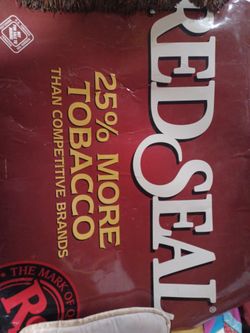 RED SEAL®
25% MORE
TOBACCO
THAN COMPETITIVE BRANDS
THE MARK OF